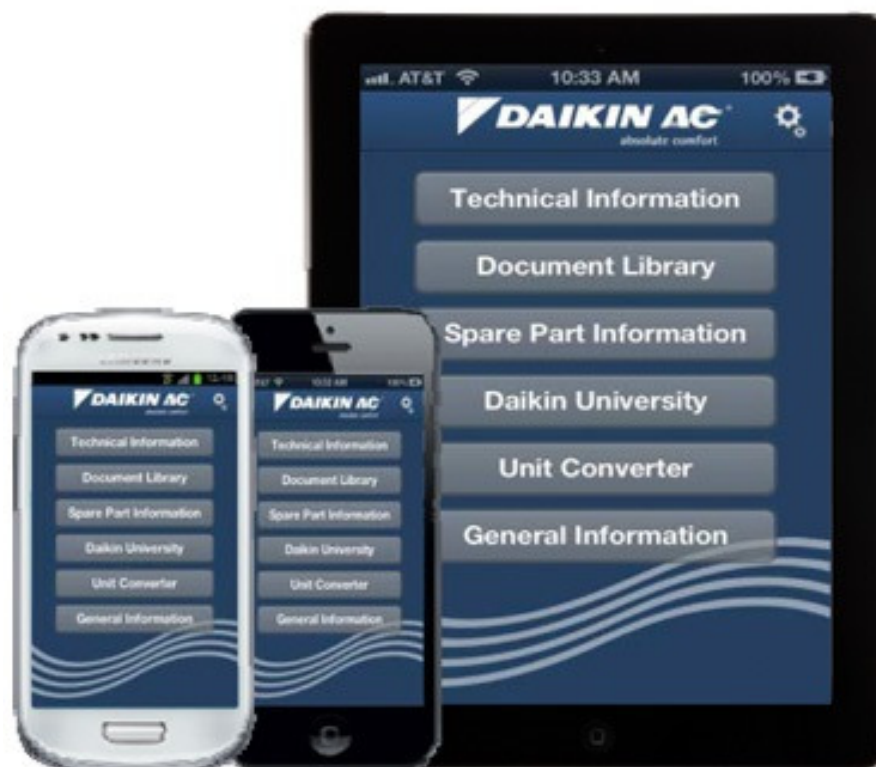 AT&T 10:33 AM 100%
DAIKIN AC
absolute comfort
Technical Information
Document Library
Spare Part Information
Daikin University
Unit Converter
General Information
SAMSUNG
DAIKIN AC
Technical Information
Document Library
Spare Part Information
Daikin University
Unit Converter
General Information
100%
DAIKIN AC
Technical Information
Document Library
Spare Part Information
Daikin University
Unit Converter
General Information